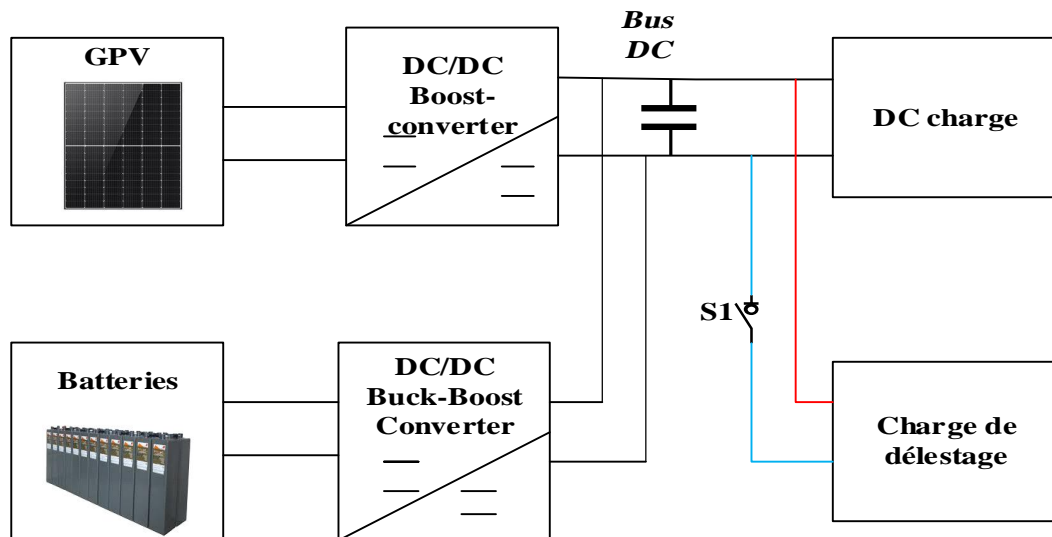 GPV
DC/DC
Boost-
converter
Bus
DC
DC charge
S1
Batteries
DC/DC
Buck-Boost
Converter
Charge de
délestage